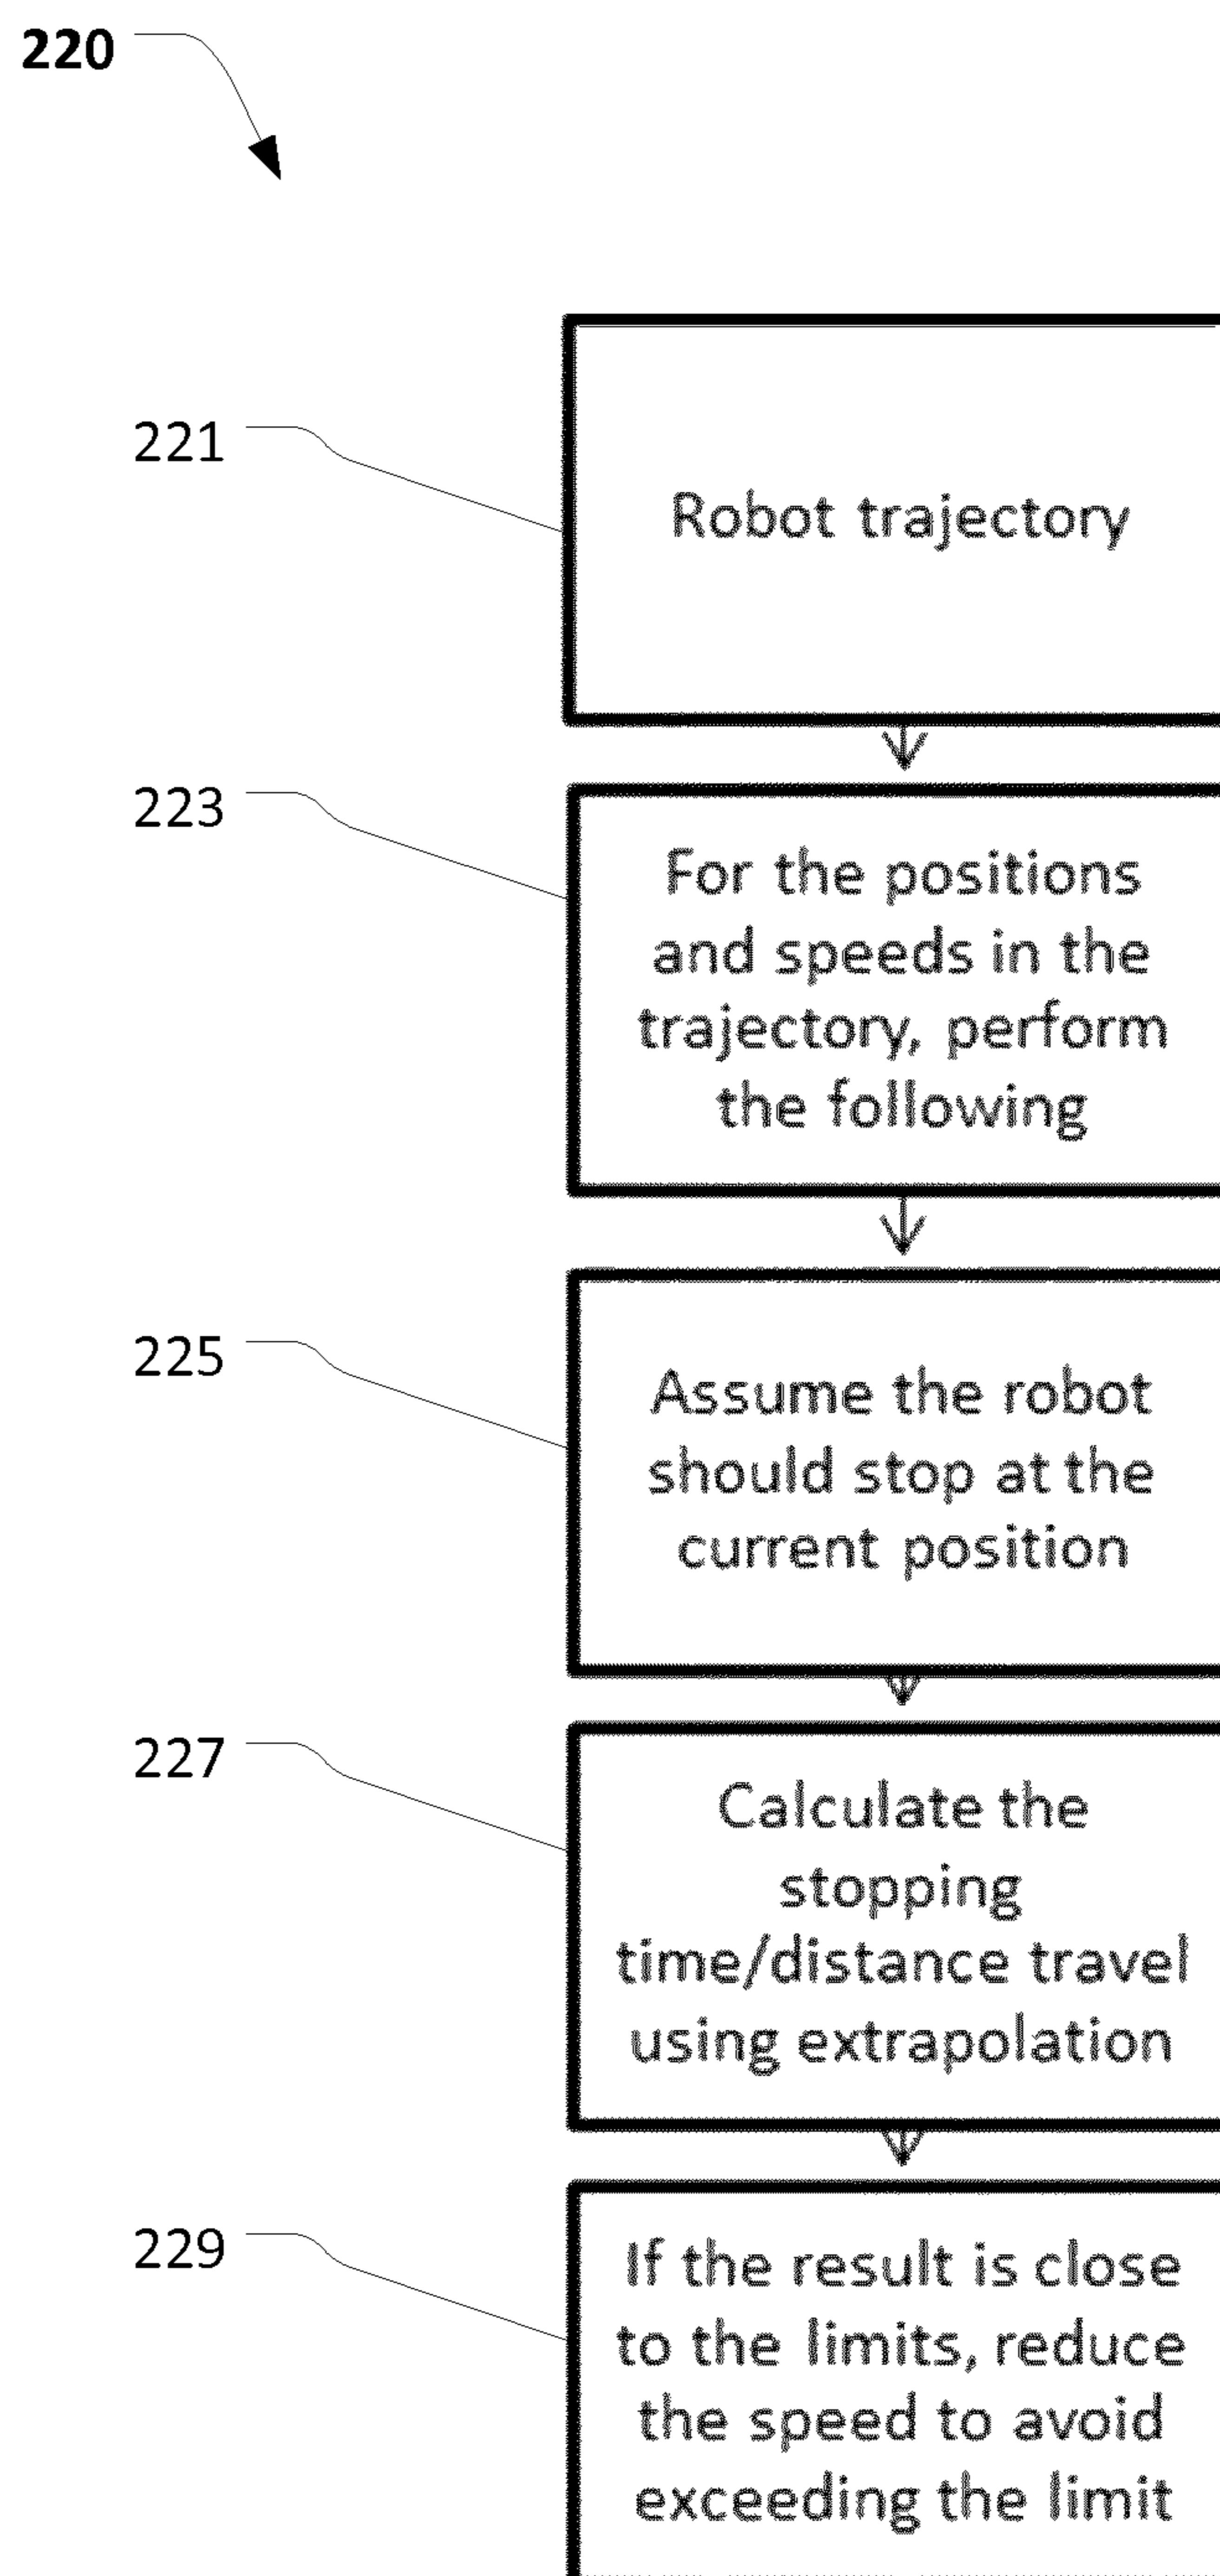 220
221
Robot trajectory
223
For the positions
and speeds in the
trajectory, perform
the following
225
Assume the robot
should stop at the
current position
227
Calculate the
stopping
time/distance travel
using extrapolation
229
If the result is close
to the limits, reduce
the speed to avoid
exceeding the limit